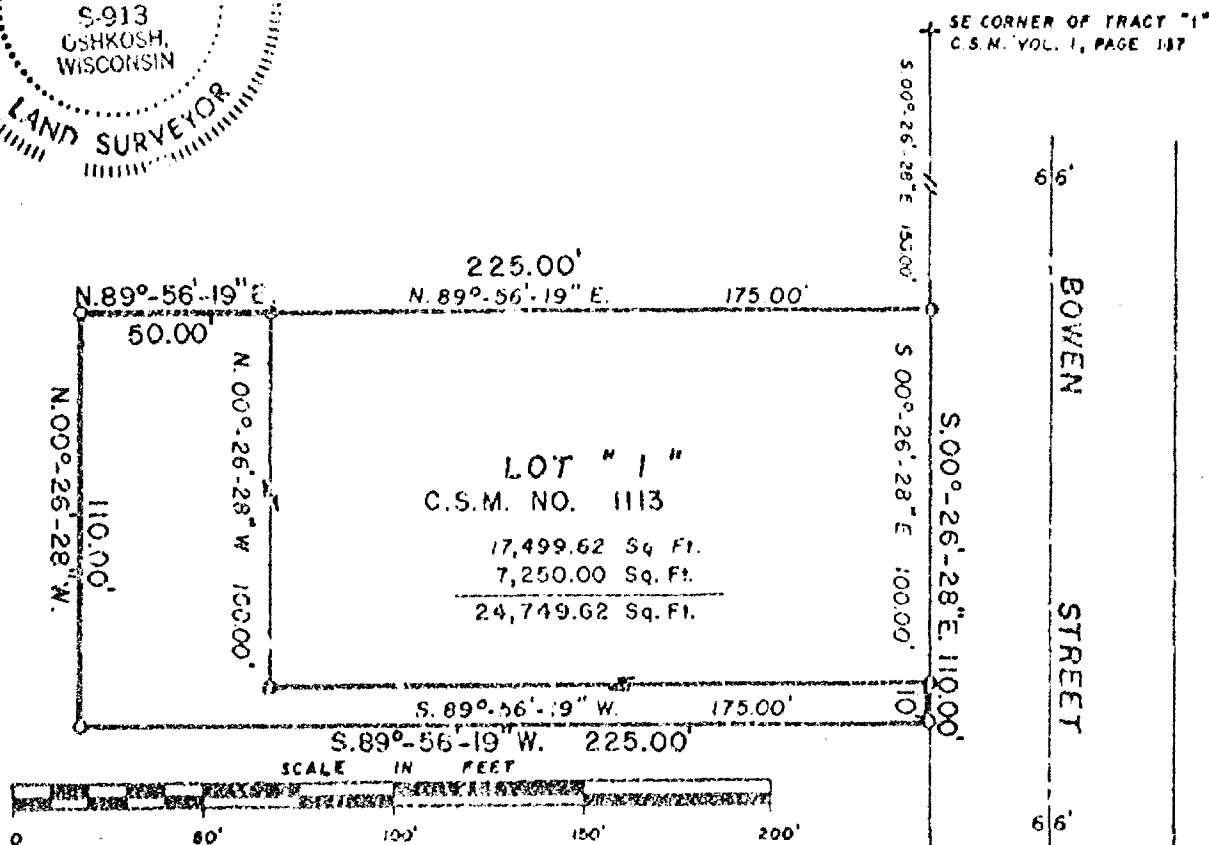 S-913
OSHKOSH,
WISCONSIN
LAND SURVEYOR
SE CORNER OF TRACT "1"
C.S.M. VOL. 1, PAGE 187
S.00°-26'-28"E 150.00'
66'
225.00'
N.89°-56'-19"E.
N. 89°-56'-19" E. 175.00'
50.00'
BOWEN
N.00°-26'-28"W.
110.00'
N. 00°-26'-28" W 100.00'
LOT " 1 "
C.S.M. NO. 1113
17,499.62 Sq Ft.
7,250.00 Sq. Ft.
24,749.62 Sq. Ft.
S 00°-26'-28" E 100.00'
S.00°-26'-28"E. 110.00'
STREET
S. 89°-56'-19" W. 175.00'
10'
S.89°-56'-19"W. 225.00'
SCALE IN FEET
0 50' 100' 150' 200'
66'